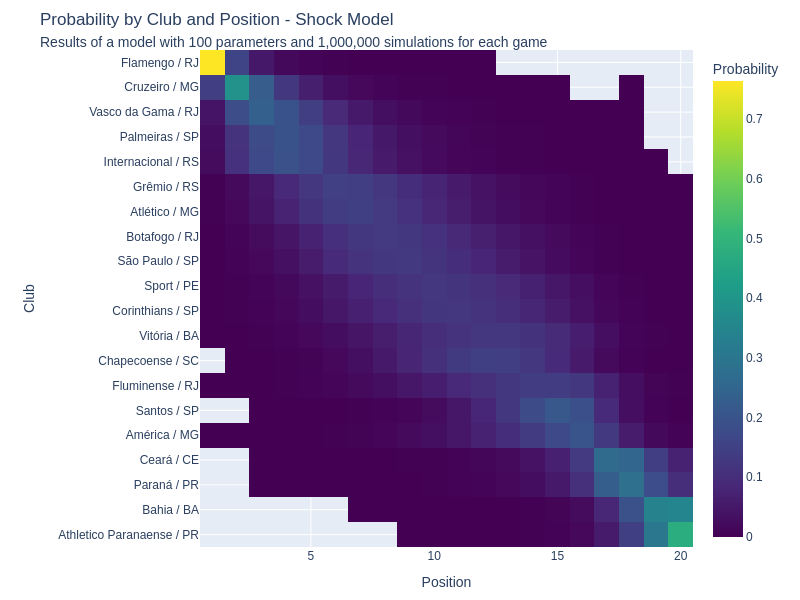 Probability by Club and Position - Shock Model
Results of a model with 100 parameters and 1,000,000 simulations for each game
Probability
Flamengo / RJ
Cruzeiro / MG
Vasco da Gama / RJ
Palmeiras / SP
Internacional / RS
Grêmio / RS
Atlético / MG
Botafogo / RJ
São Paulo / SP
Sport / PE
Corinthians / SP
Vitória / BA
Chapecoense / SC
Fluminense / RJ
Santos / SP
América / MG
Ceará / CE
Paraná / PR
Bahia / BA
Athletico Paranaense / PR
Club
5
10
15
20
Position
0.7
0.6
0.5
0.4
0.3
0.2
0.1
0